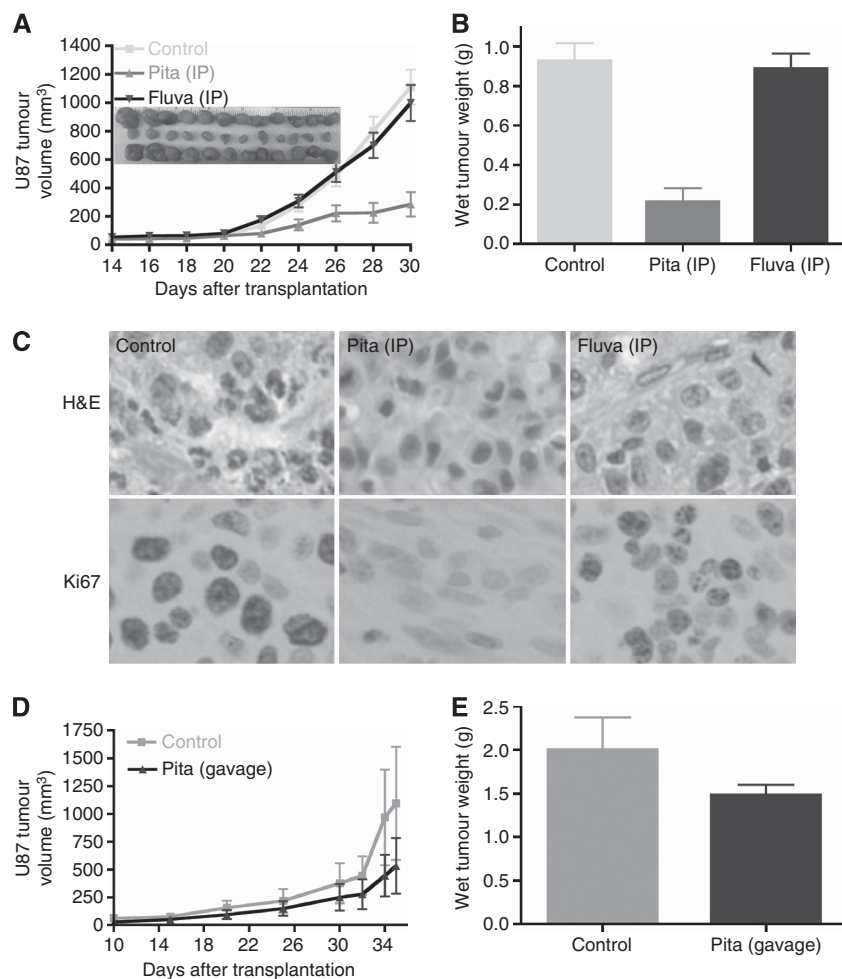 A
1400
1200
1000
800
600
400
200
0
U87 tumour
volume (mm³)
Control
Pita (IP)
Fluva (IP)
14 16 18 20 22 24 26 28 30
Days after transplantation
B
1.0
0.8
0.6
0.4
0.2
0.0
Wet tumour weight (g)
Control Pita (IP) Fluva (IP)
C
Control Pita (IP) Fluva (IP)
H&E
Ki67
D
1750
1500
1250
1000
750
500
250
0
U87 tumour
volume (mm³)
Control
Pita (gavage)
10 14 18 22 26 30 34
Days after transplantation
E
2.5
2.0
1.5
1.0
0.5
0.0
Wet tumour weight (g)
Control Pita (gavage)